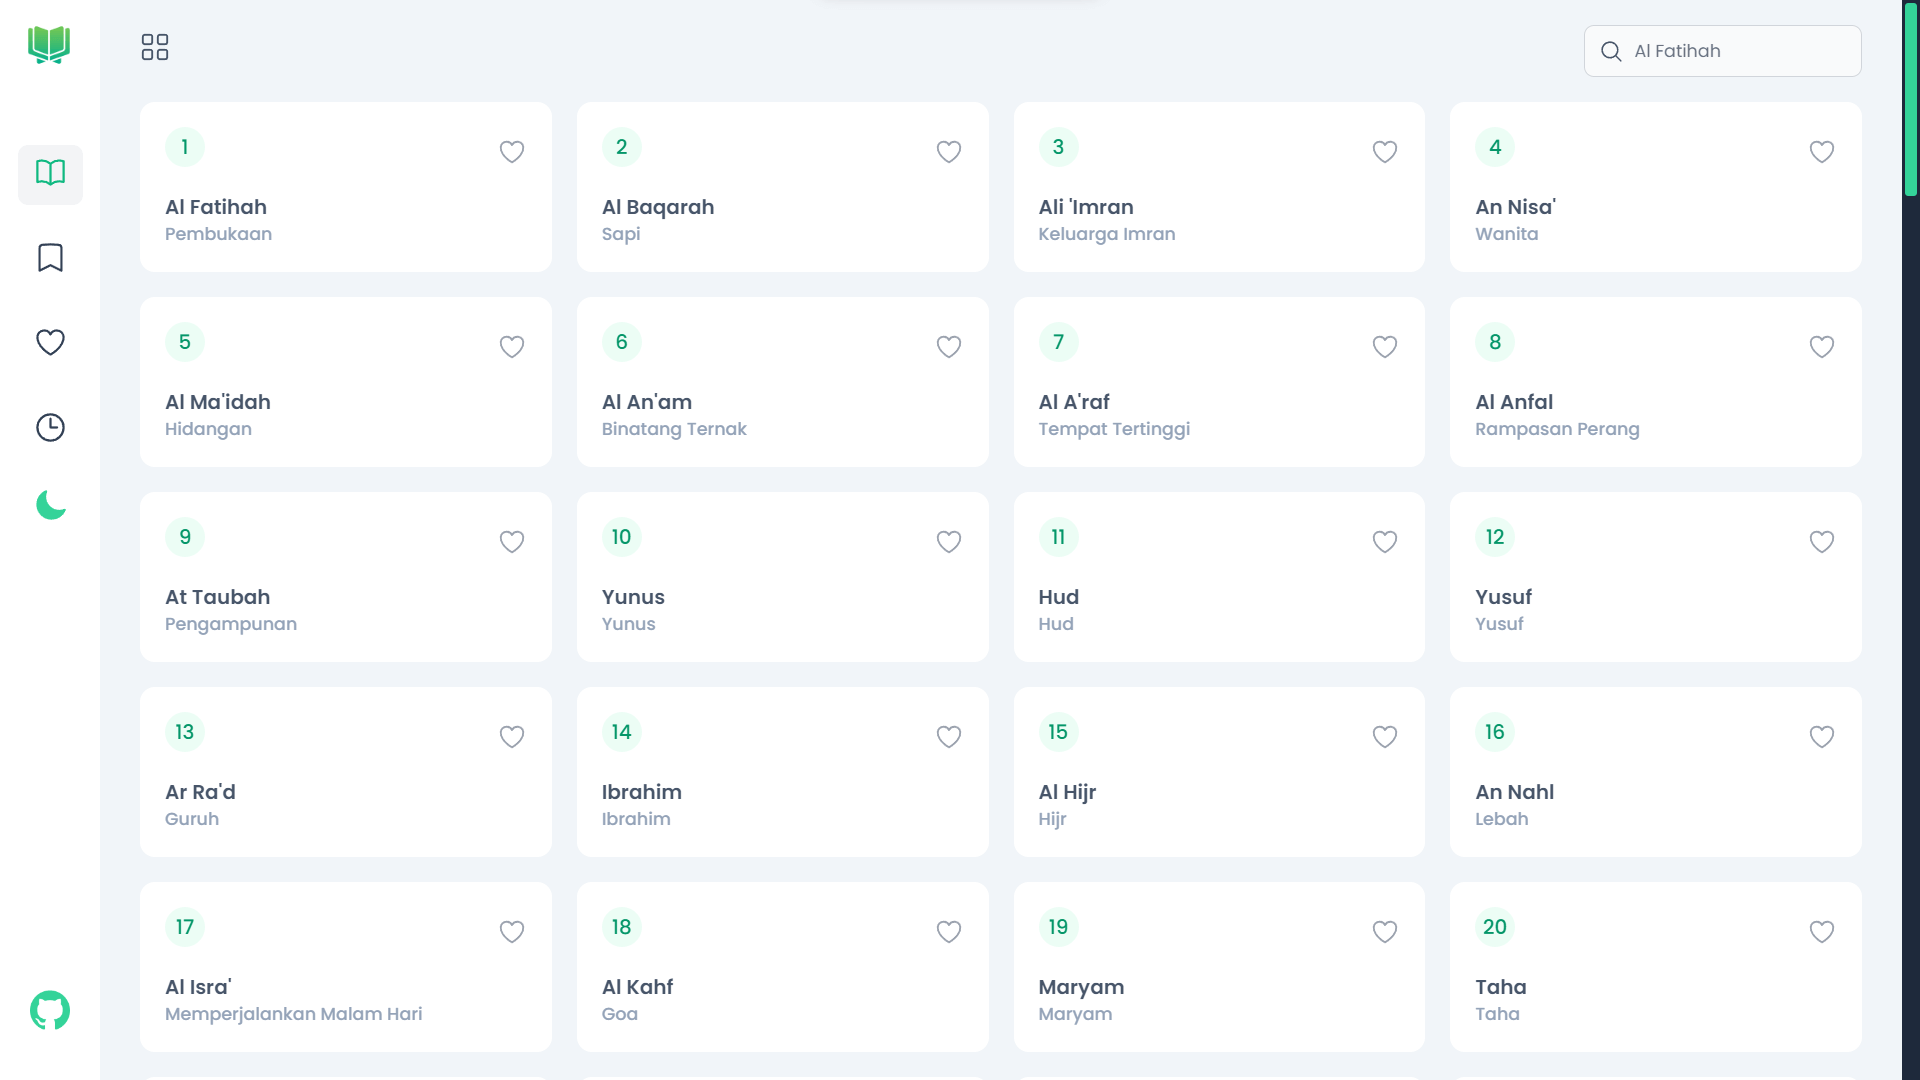 Al Fatihah
1
Al Fatihah
Pembukaan
2
Al Baqarah
Sapi
3
Ali 'Imran
Keluarga Imran
4
An Nisa'
Wanita
5
Al Ma'idah
Hidangan
6
Al An'am
Binatang Ternak
7
Al A'raf
Tempat Tertinggi
8
Al Anfal
Rampasan Perang
9
At Taubah
Pengampunan
10
Yunus
Yunus
11
Hud
Hud
12
Yusuf
Yusuf
13
Ar Ra'd
Guruh
14
Ibrahim
Ibrahim
15
Al Hijr
Hijr
16
An Nahl
Lebah
17
Al Isra'
Memperjalankan Malam Hari
18
Al Kahf
Goa
19
Maryam
Maryam
20
Taha
Taha